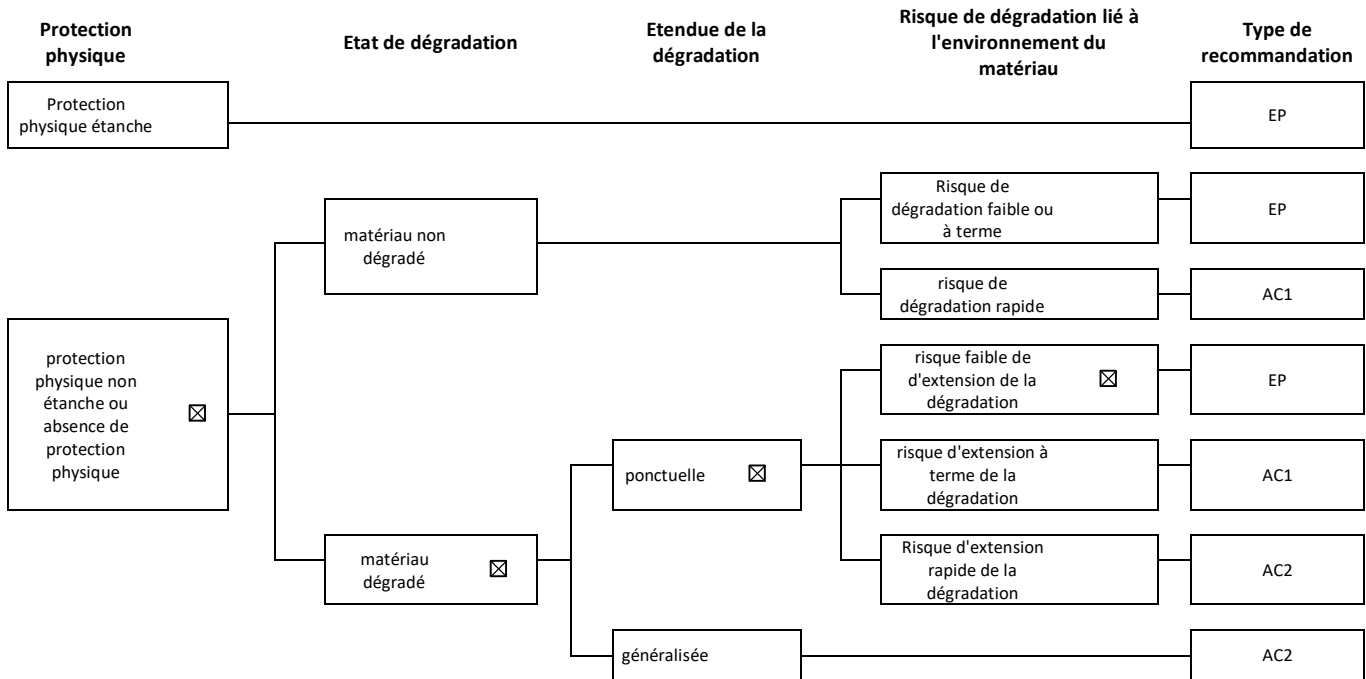 Protection
physique
Etat de dégradation
Etendue de la
dégradation
Risque de dégradation lié à
l'environnement du
matériau
Type de
recommandation
Protection
physique étanche
EP
matériau non
dégradé
Risque de
dégradation faible ou
à terme
EP
risque de
dégradation rapide
AC1
protection
physique non
étanche ou
absence de
protection
physique
risque faible de
d'extension de la
dégradation
EP
ponctuelle
risque d'extension à
terme de la
dégradation
AC1
matériau
dégradé
Risque d'extension
rapide de la
dégradation
AC2
généralisée
AC2